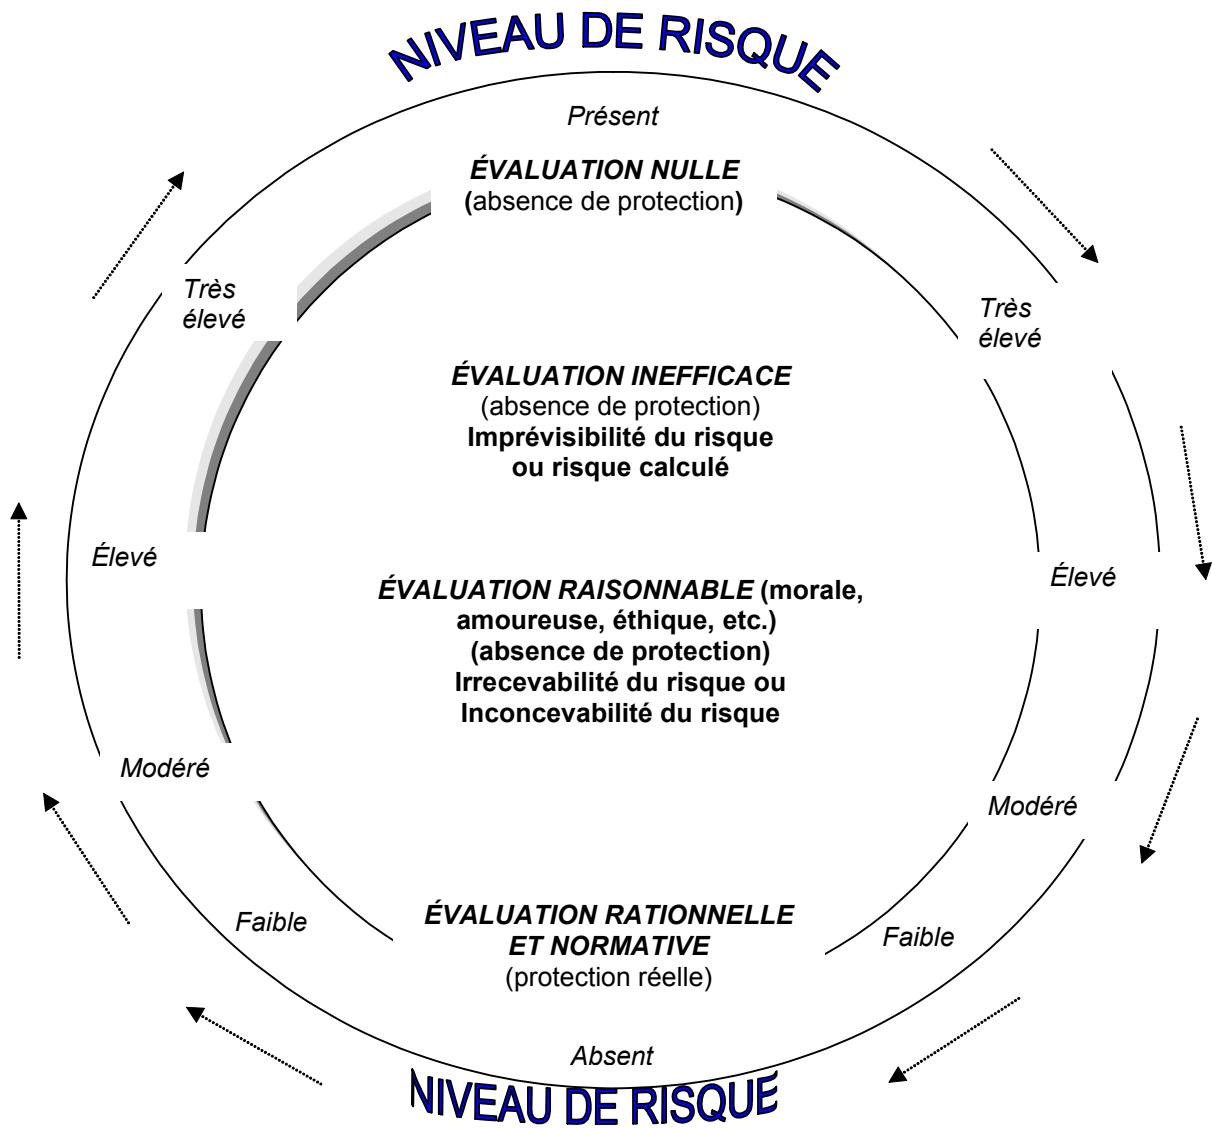 NIVEAU DE RISQUE
Présent
ÉVALUATION NULLE
(absence de protection)
Très
élevé
Très
élevé
ÉVALUATION INEFFICACE
(absence de protection)
Imprévisibilité du risque
ou risque calculé
Élevé
Élevé
ÉVALUATION RAISONNABLE (morale,
amoureuse, éthique, etc.)
(absence de protection)
Irrecevabilité du risque ou
Inconcevabilité du risque
Modéré
Modéré
Faible
ÉVALUATION RATIONNELLE
ET NORMATIVE
(protection réelle)
Faible
Absent
NIVEAU DE RISQUE